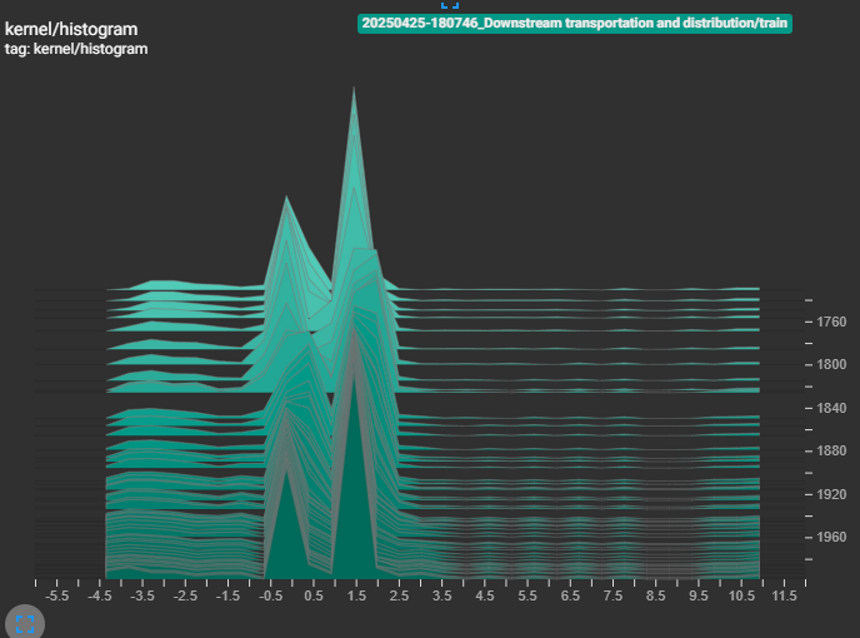 kernel/histogram
tag: kernel/histogram
20250425-180746_Downstream transportation and distribution/train
1760
1800
1840
1880
1920
1960
-5.5 -4.5 -3.5 -2.5 -1.5 -0.5 0.5 1.5 2.5 3.5 4.5 5.5 6.5 7.5 8.5 9.5 10.5 11.5